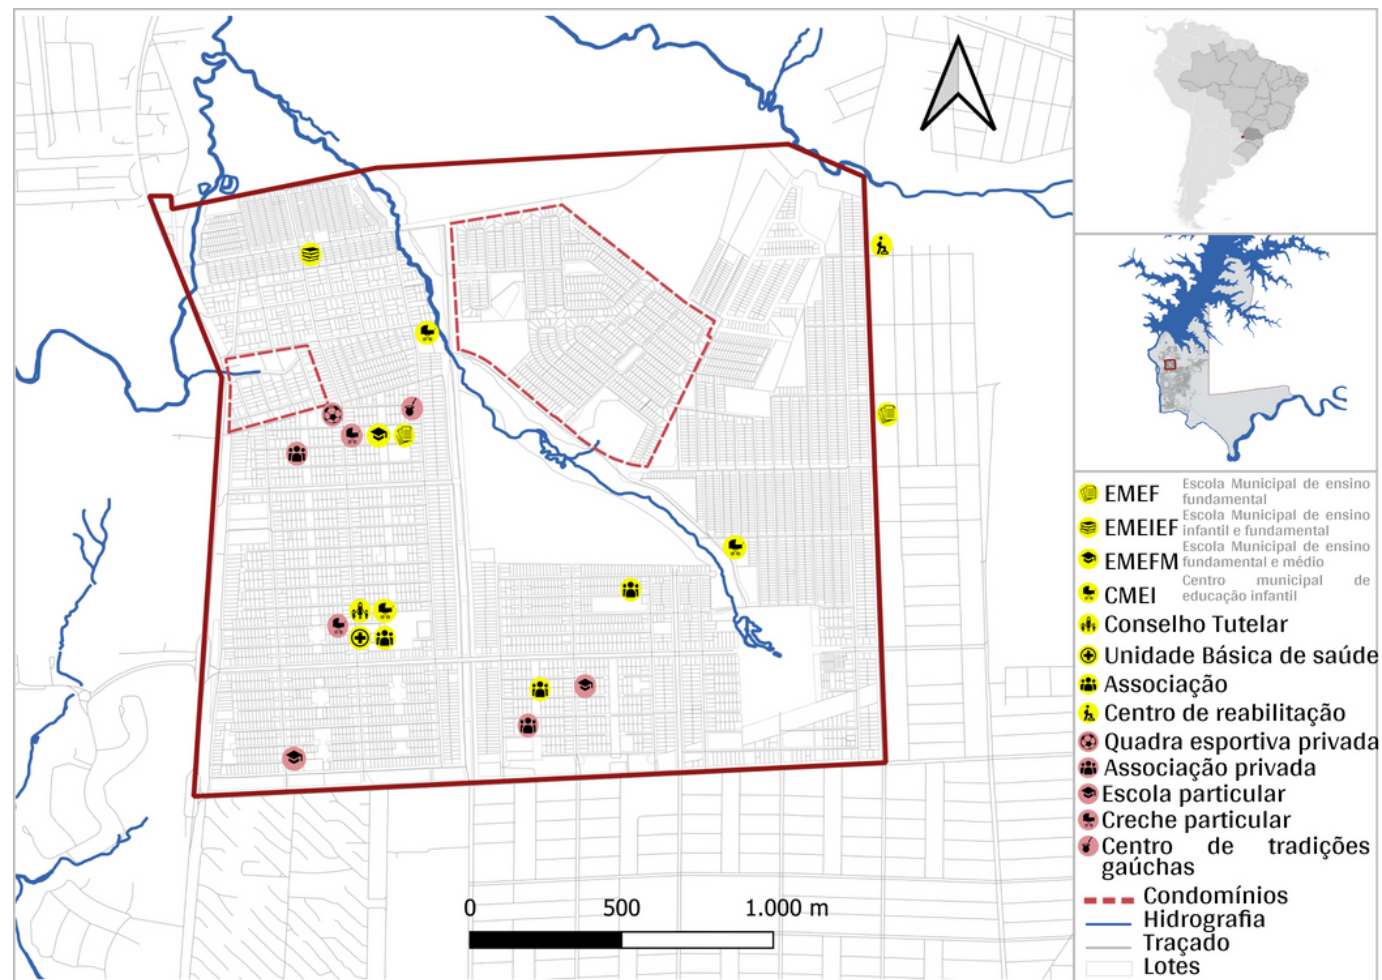 EMEF
Escola Municipal de ensino
fundamental
EMEIEF
Escola Municipal de ensino
infantil e fundamental
EMEFM
Escola Municipal de ensino
fundamental e médio
CMEI
Centro municipal de
educação infantil
Conselho Tutelar
Unidade Básica de saúde
Associação
Centro de reabilitação
Quadra esportiva privada
Associação privada
Escola particular
Creche particular
Centro de tradições
gaúchas
Condomínios
Hidrografia
Traçado
Lotes
0 500 1.000 m